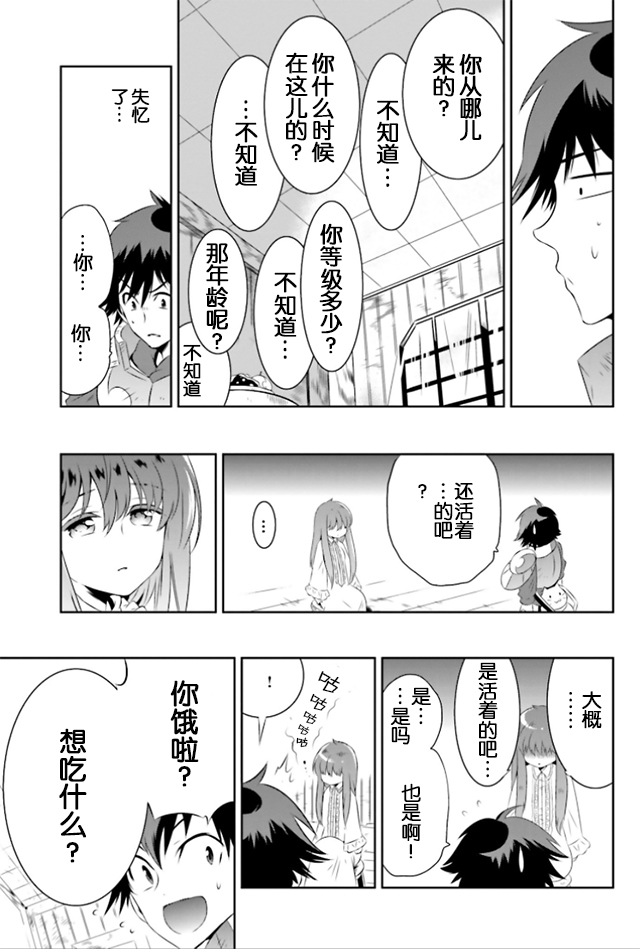 你从哪儿
来的？
不知道…
你什么时候
在这儿的？
…不知道
你等级多少？
不知道…
那年龄呢？
不知道
失忆
了…
…你…
你
还活着
…的吧
？
…
大概
……
是活着的吧…
是…
…是吗
也是啊！
咕咕咕咕咕
！
你饿啦？
想吃什么？